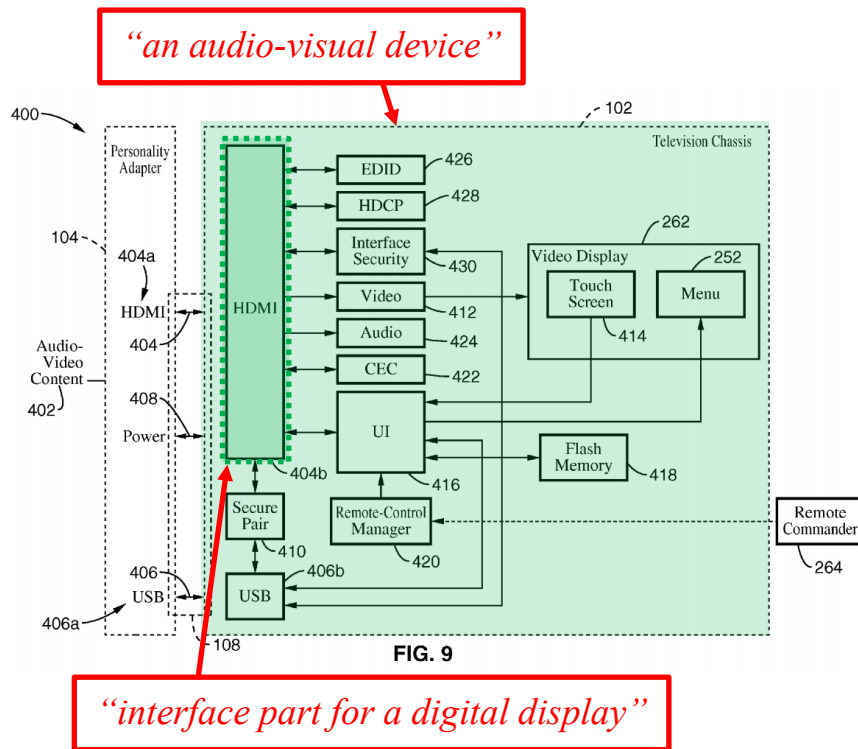 “an audio-visual device”
400
102
Personality
Adapter
Television Chassis
EDID
426
HDCP
428
262
104
Interface
Security
430
Video Display
252
404a
HDMI
Touch
Screen
Menu
Video
412
414
HDMI
404
Audio
424
Audio-
Video
Content
402
CEC
422
408
Power
UI
Flash
Memory
404b
416
418
Secure
Pair
Remote-Control
Manager
Remote
Commander
410
420
264
406
406b
USB
USB
406a
108
FIG. 9
“interface part for a digital display”